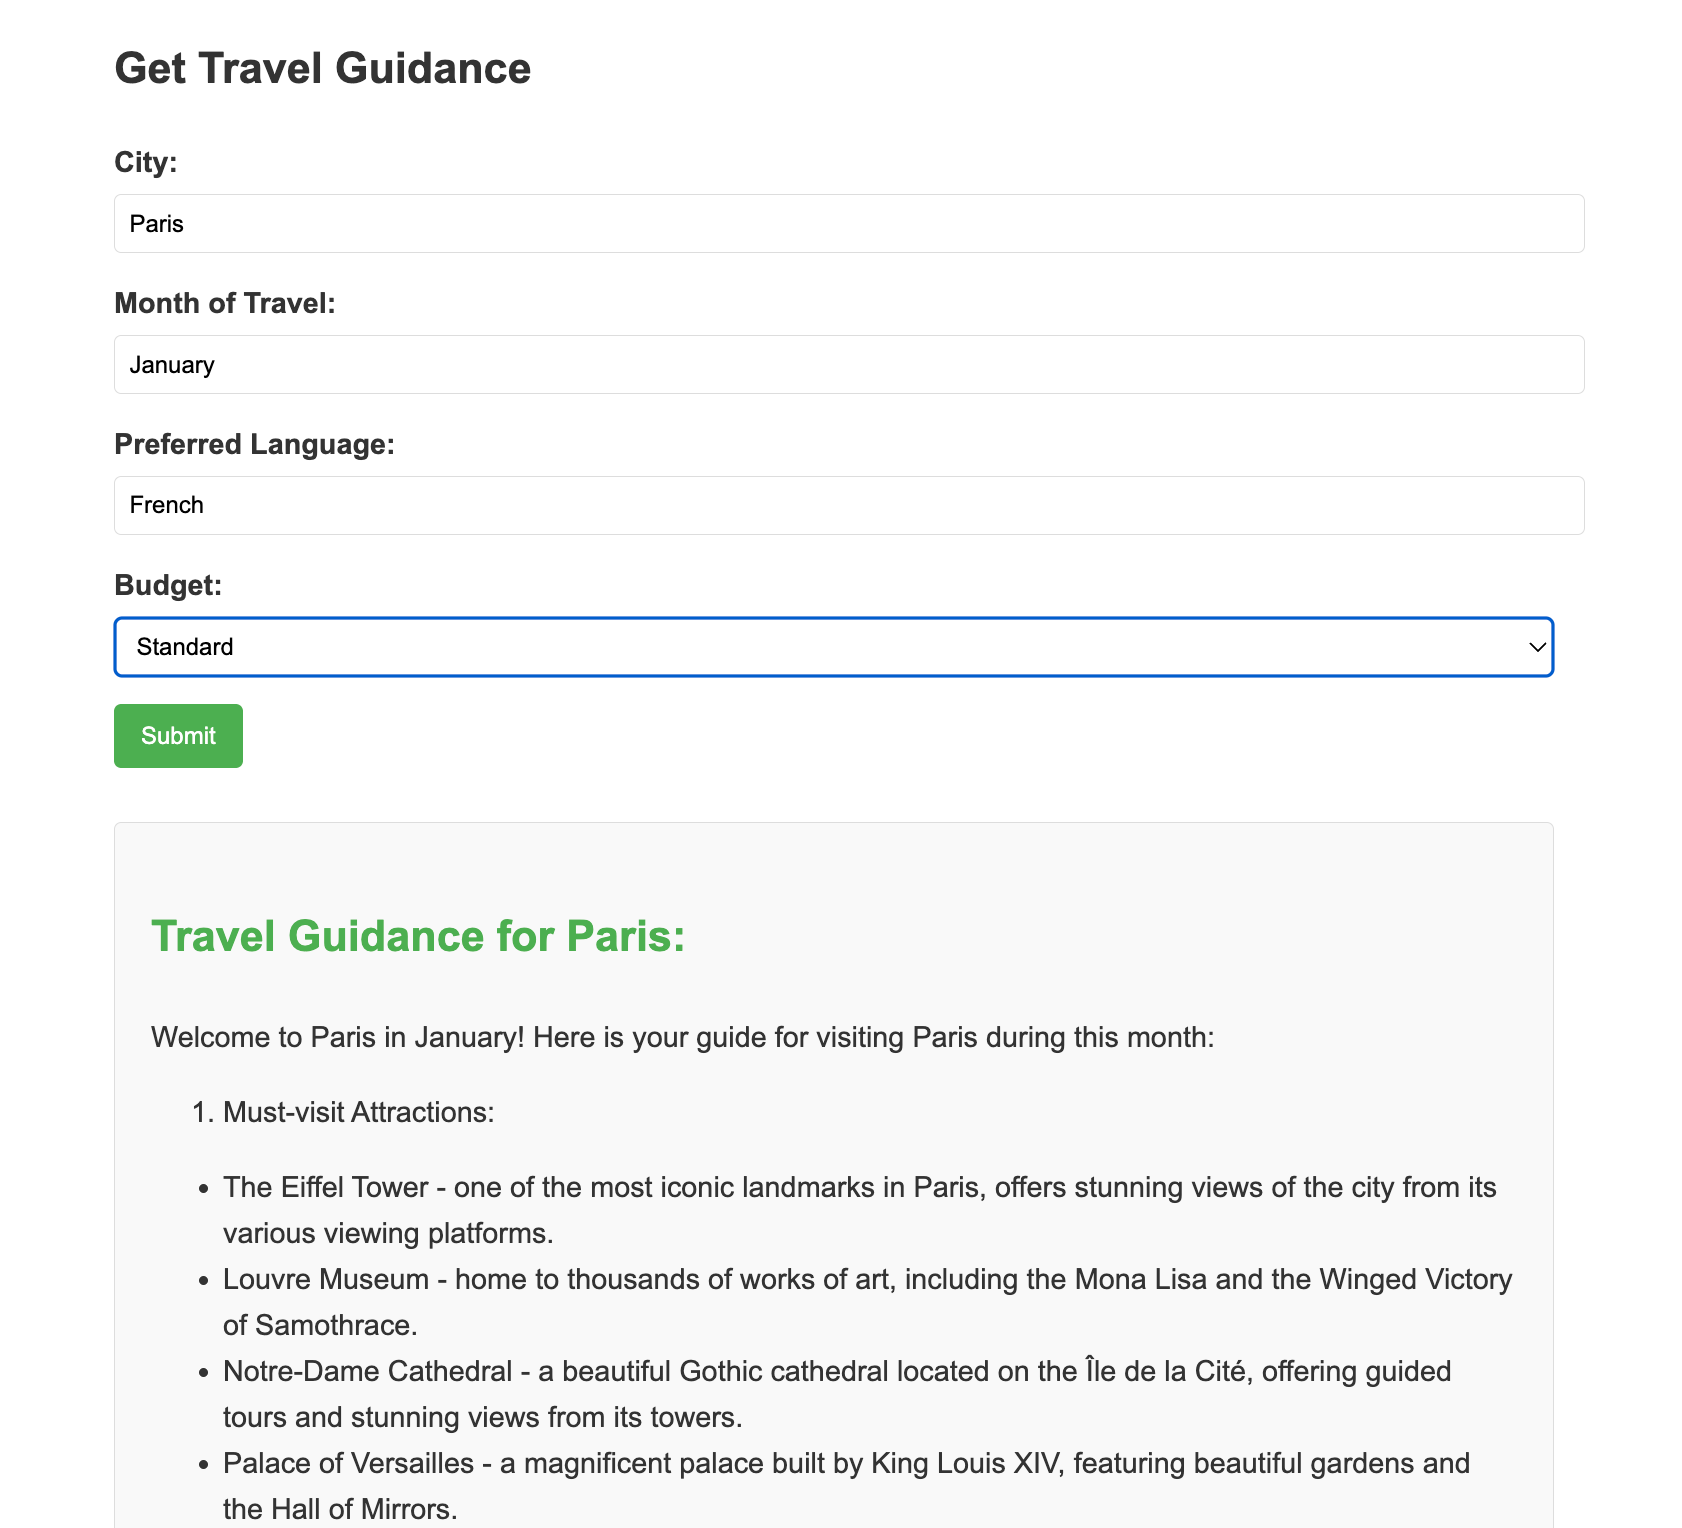 Get Travel Guidance
City:
Paris
Month of Travel:
January
Preferred Language:
French
Budget:
Standard
Submit
Travel Guidance for Paris:
Welcome to Paris in January! Here is your guide for visiting Paris during this month:
1. Must-visit Attractions:
• The Eiffel Tower - one of the most iconic landmarks in Paris, offers stunning views of the city from its
various viewing platforms.
• Louvre Museum - home to thousands of works of art, including the Mona Lisa and the Winged Victory
of Samothrace.
• Notre-Dame Cathedral - a beautiful Gothic cathedral located on the Île de la Cité, offering guided
tours and stunning views from its towers.
• Palace of Versailles - a magnificent palace built by King Louis XIV, featuring beautiful gardens and
the Hall of Mirrors.